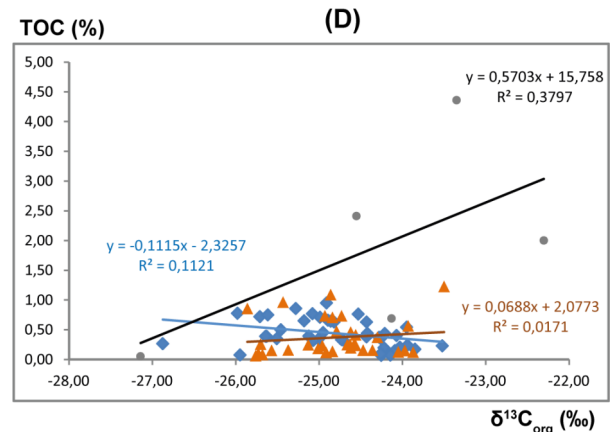 (D)
TOC (%)
5,00
4,50
4,00
3,50
3,00
2,50
2,00
1,50
1,00
0,50
0,00
y = 0,5703x + 15,758
R² = 0,3797
y = -0,1115x - 2,3257
R² = 0,1121
y = 0,0688x + 2,0773
R² = 0,0171
-28,00 -27,00 -26,00 -25,00 -24,00 -23,00 -22,00
δ¹³Corg (‰)